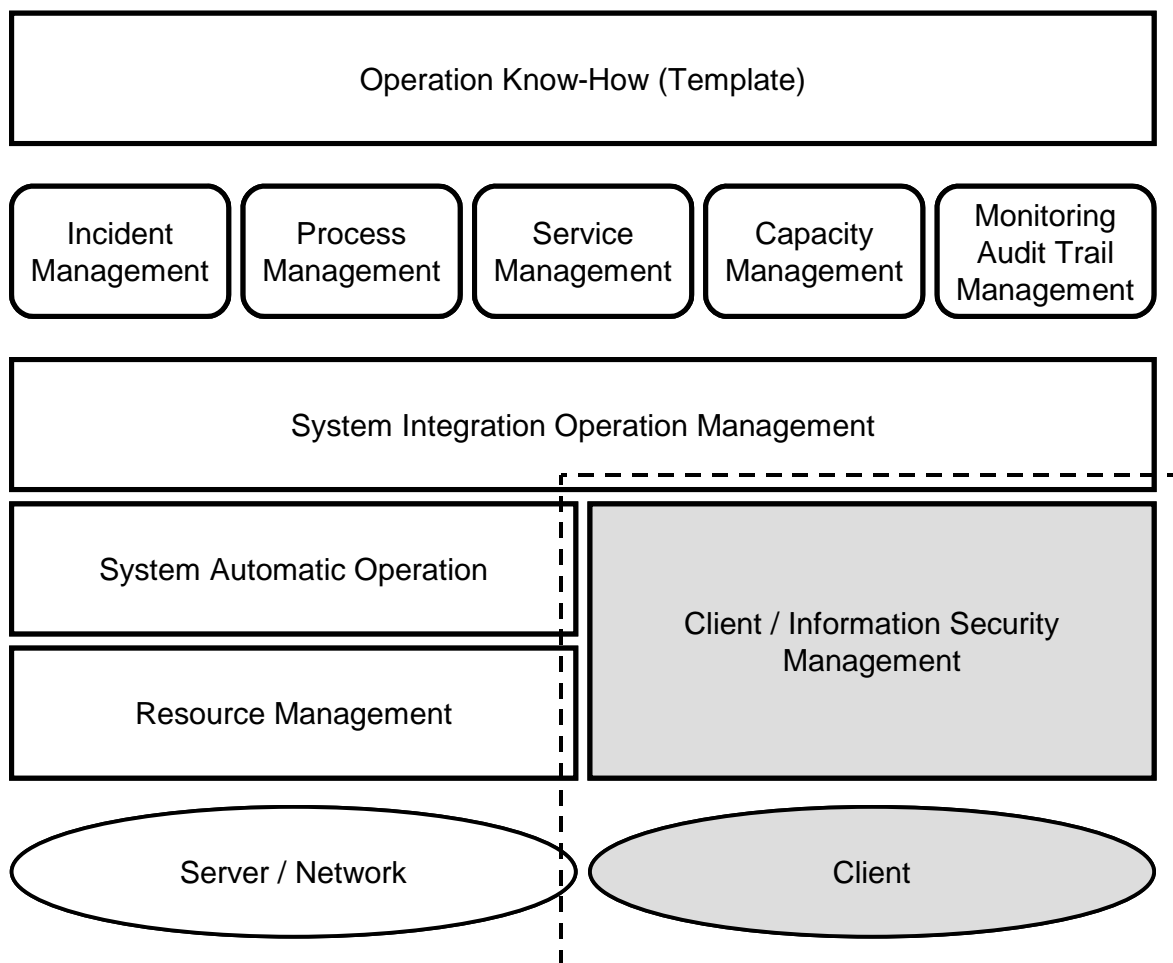 Operation Know-How (Template)
Incident
Management
Process
Management
Service
Management
Capacity
Management
Monitoring
Audit Trail
Management
System Integration Operation Management
System Automatic Operation
Client / Information Security
Management
Resource Management
Server / Network
Client